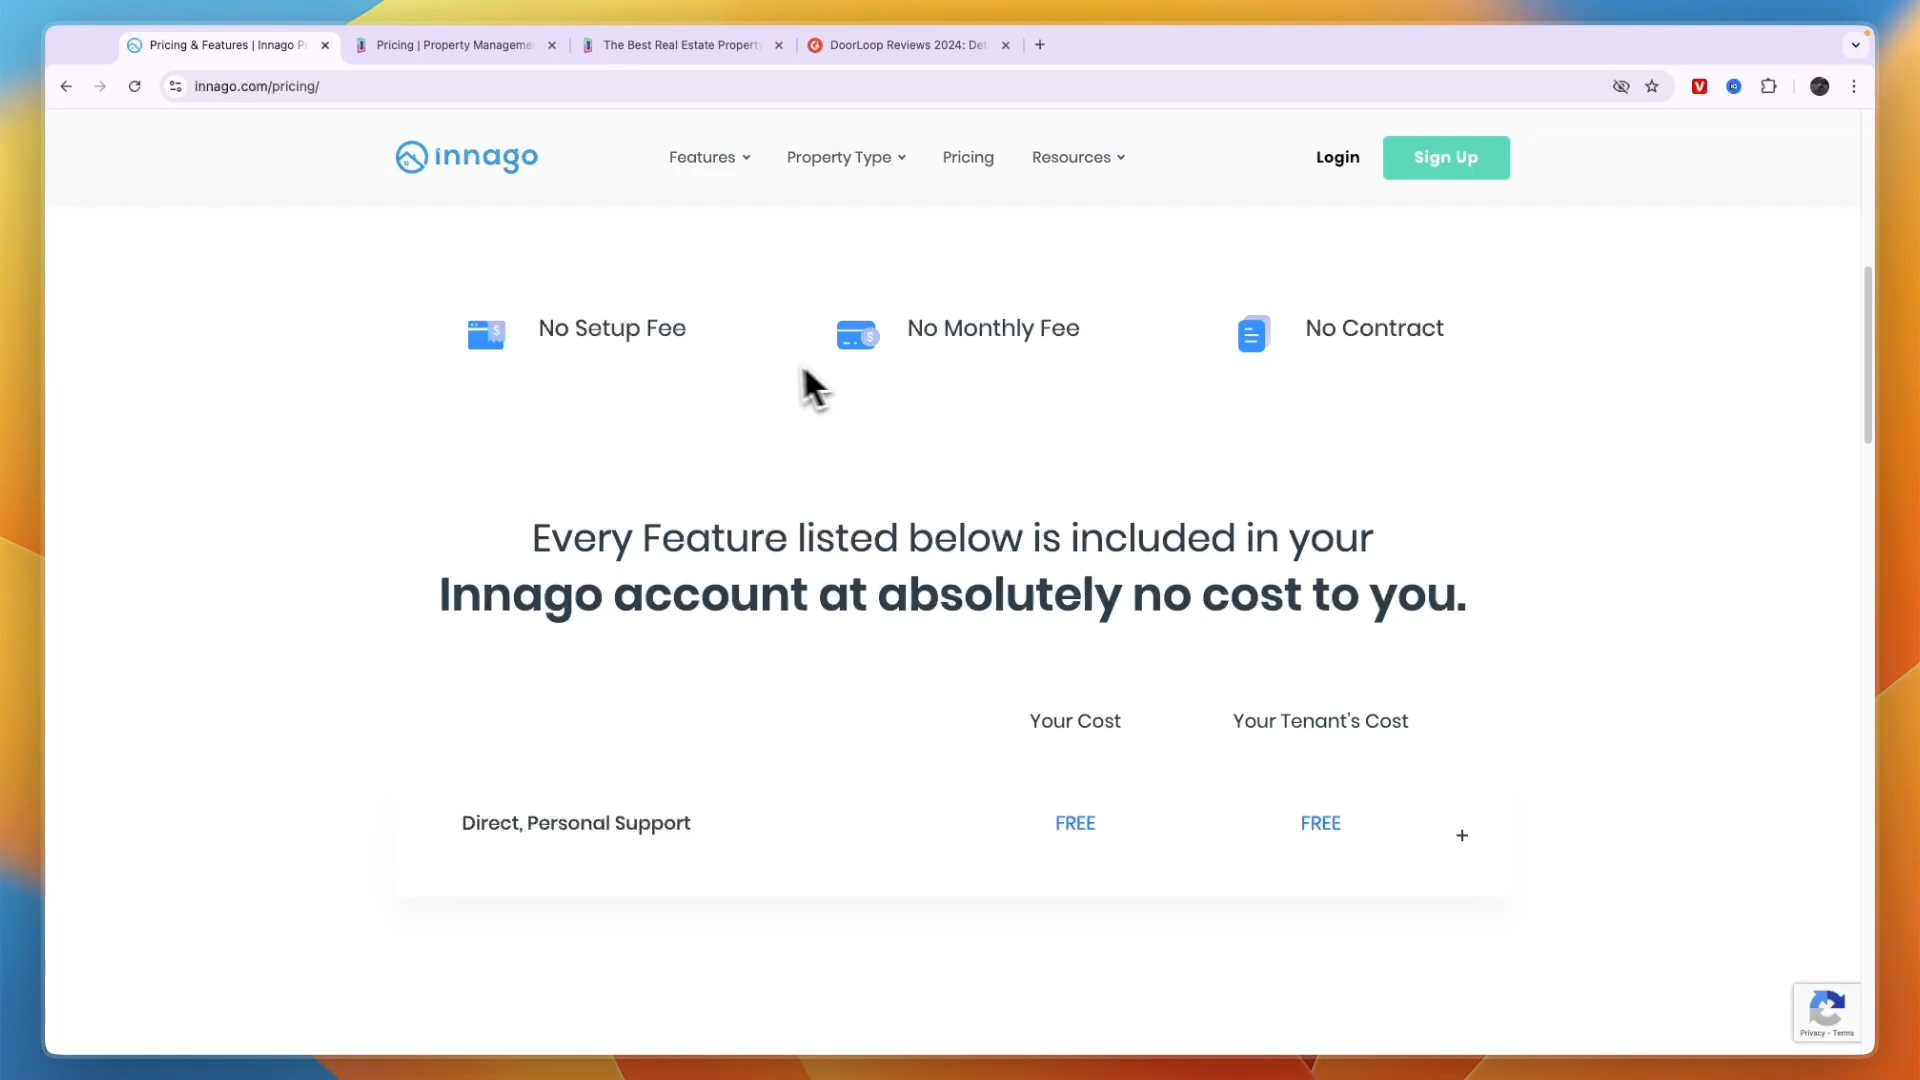 Pricing & Features | Innago P
Pricing | Property Manageme
The Best Real Estate Property
DoorLoop Reviews 2024: Det
innago.com/pricing/
innago
Features
Property Type
Pricing
Resources
Login
Sign Up
No Setup Fee
No Monthly Fee
No Contract
Every Feature listed below is included in your
Innago account at absolutely no cost to you.
Your Cost
Your Tenant's Cost
Direct, Personal Support
FREE
FREE
Privacy - Terms